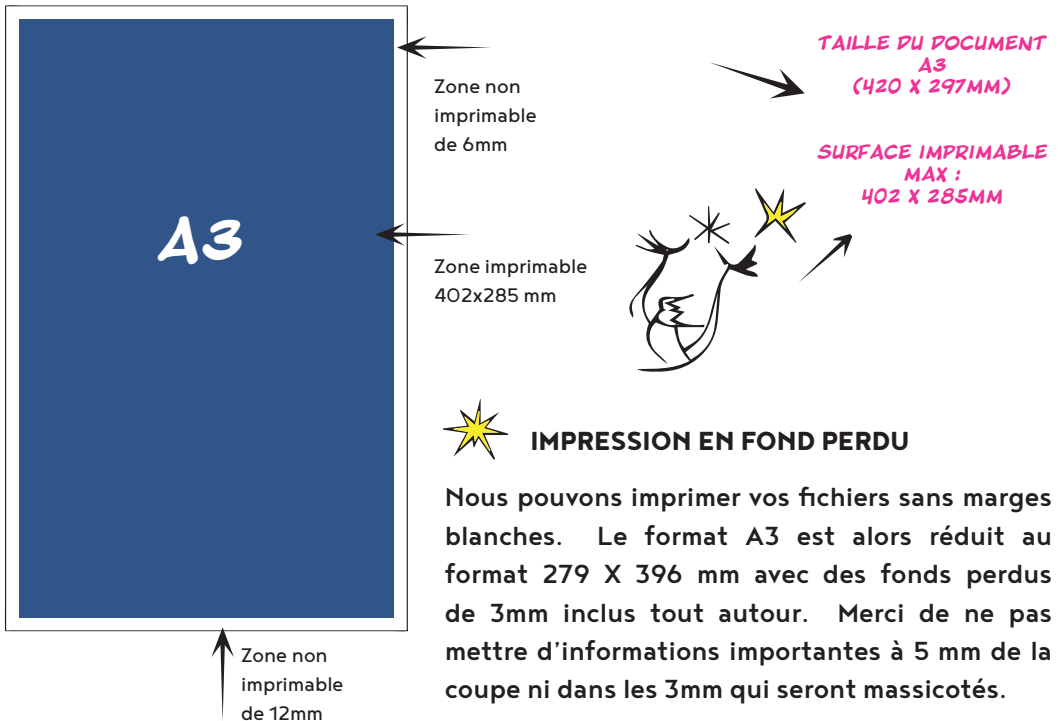 A3
Zone non
imprimable
de 6mm
Zone imprimable
402x285 mm
Zone non
imprimable
de 12mm
TAILLE DU DOCUMENT
A3
(420 X 297MM)
SURFACE IMPRIMABLE
MAX :
402 X 285MM
IMPRESSION EN FOND PERDU
Nous pouvons imprimer vos fichiers sans marges
blanches. Le format A3 est alors réduit au
format 279 X 396 mm avec des fonds perdus
de 3mm inclus tout autour. Merci de ne pas
mettre d'informations importantes à 5 mm de la
coupe ni dans les 3mm qui seront massicotés.